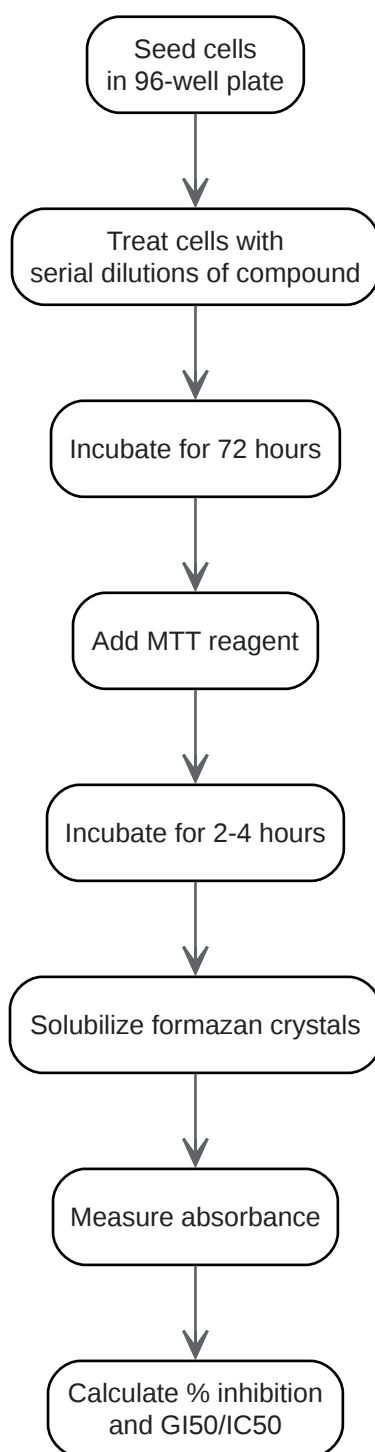 Seed cells
in 96-well plate
Treat cells with
serial dilutions of compound
Incubate for 72 hours
Add MTT reagent
Incubate for 2-4 hours
Solubilize formazan crystals
Measure absorbance
Calculate % inhibition
and GI50/IC50